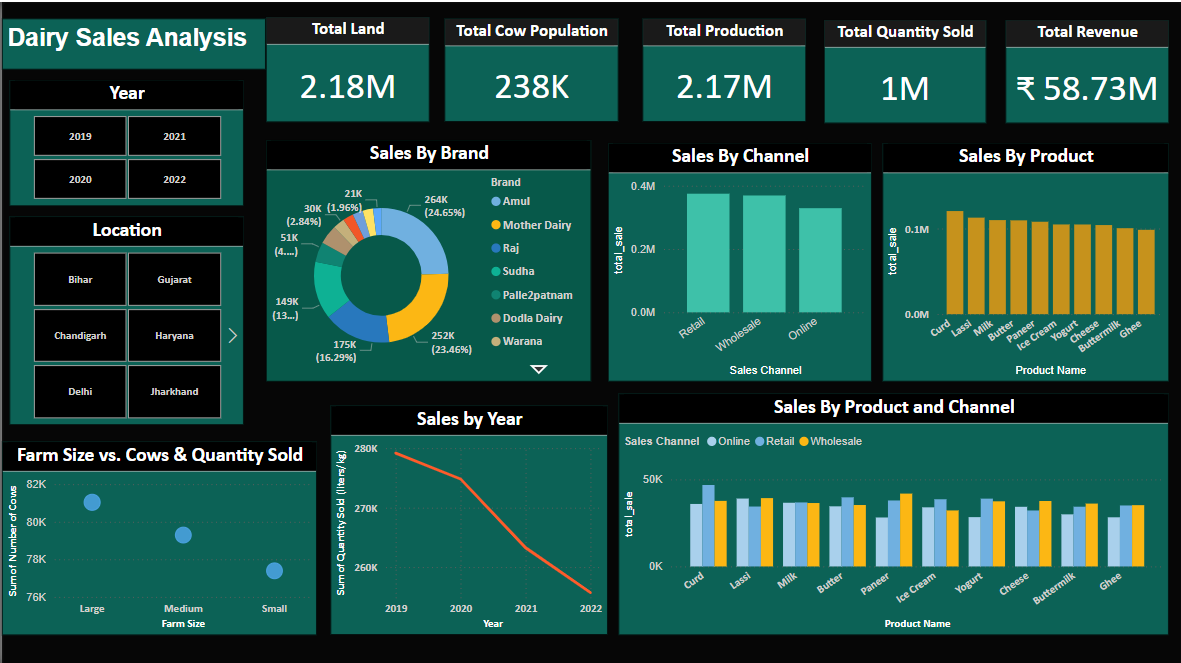 Dairy Sales Analysis
Total Land
2.18M
Total Cow Population
238K
Total Production
2.17M
Total Quantity Sold
1M
Total Revenue
₹ 58.73M
Year
2019
2021
2020
2022
Location
Bihar
Gujarat
Chandigarh
Haryana
Delhi
Jharkhand
Sales By Brand
264K
(24.65%)
252K
(23.46%)
175K
(16.29%)
149K
(13...)
51K
(4....)
30K
(2.84%)
21K
(1.96%)
Brand
Amul
Mother Dairy
Raj
Sudha
Palle2patnam
Dodla Dairy
Warana
Sales By Channel
total_sale
0.4M
0.2M
0.0M
Retail
Wholesale
Online
Sales Channel
Sales By Product
total_sale
0.1M
0.0M
Curd
Lassi
Milk
Butter
Paneer
Ice Cream
Yogurt
Cheese
Buttermilk
Ghee
Product Name
Farm Size vs. Cows & Quantity Sold
Sum of Number of Cows
82K
80K
78K
76K
Large
Medium
Small
Farm Size
Sales by Year
Sum of Quantity Sold (liters/kg)
280K
270K
260K
2019
2020
2021
2022
Year
Sales By Product and Channel
Sales Channel
Online
Retail
Wholesale
total_sale
50K
0K
Curd
Lassi
Milk
Butter
Paneer
Ice Cream
Yogurt
Cheese
Buttermilk
Ghee
Product Name